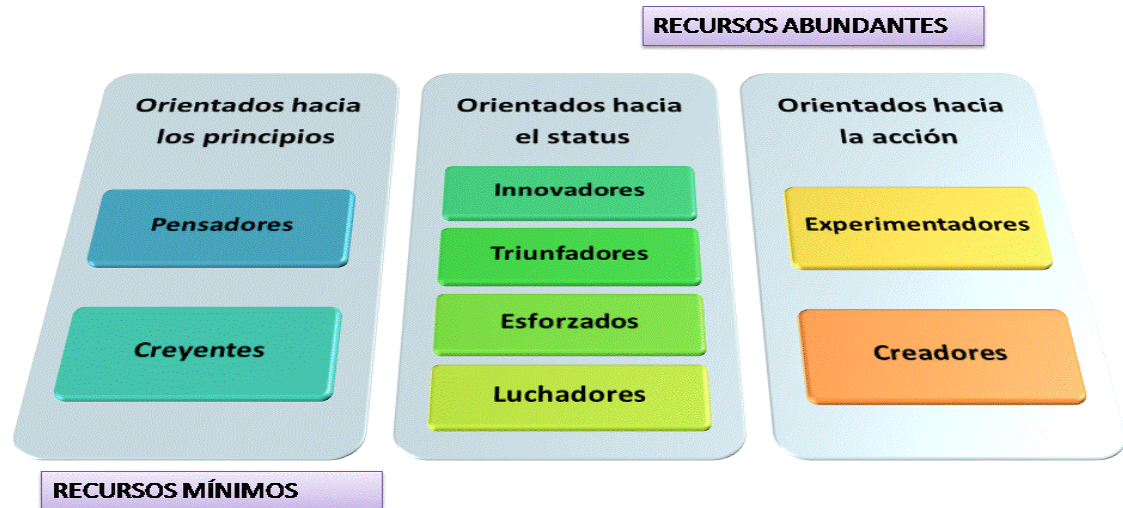 RECURSOS ABUNDANTES
Orientados hacia
los principios
Pensadores
Creyentes
Orientados hacia
el status
Innovadores
Triunfadores
Esforzados
Luchadores
Orientados hacia
la acción
Experimentadores
Creadores
RECURSOS MÍNIMOS